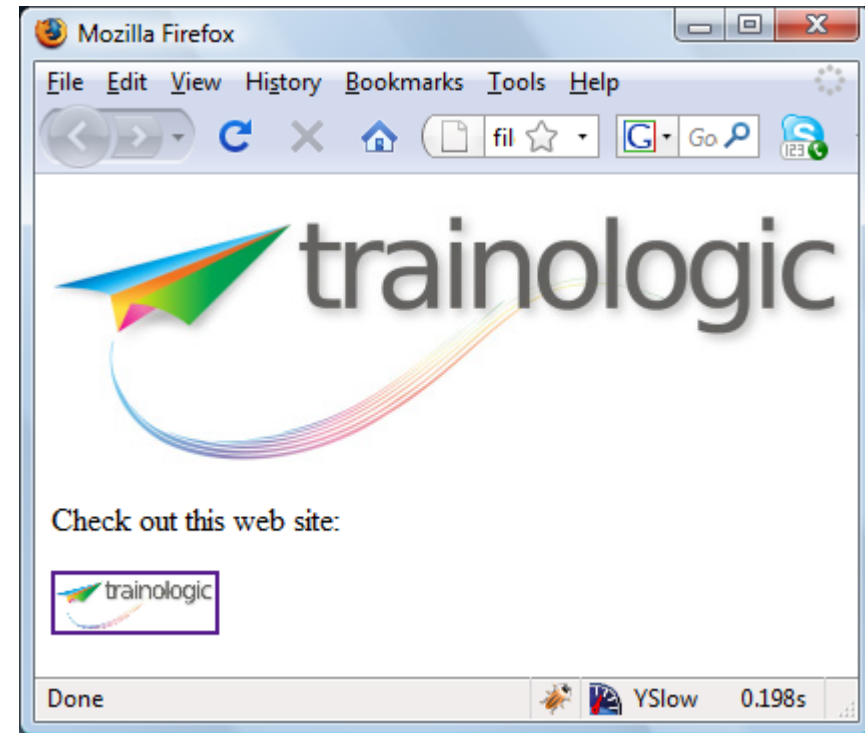 Mozilla Firefox
File Edit View History Bookmarks Tools Help
fil G Go 123
trainologic
Check out this web site:
trainologic
Done YSlow 0.198s